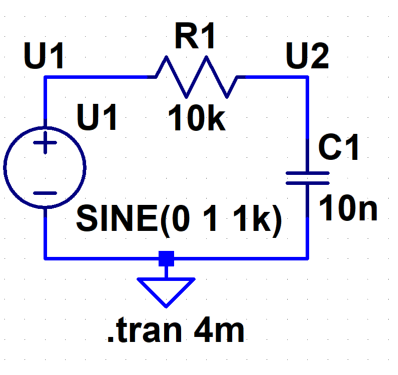 R1
U1
U2
U1
10k
C1
SINE(0 1 1k)
10n
.tran 4m